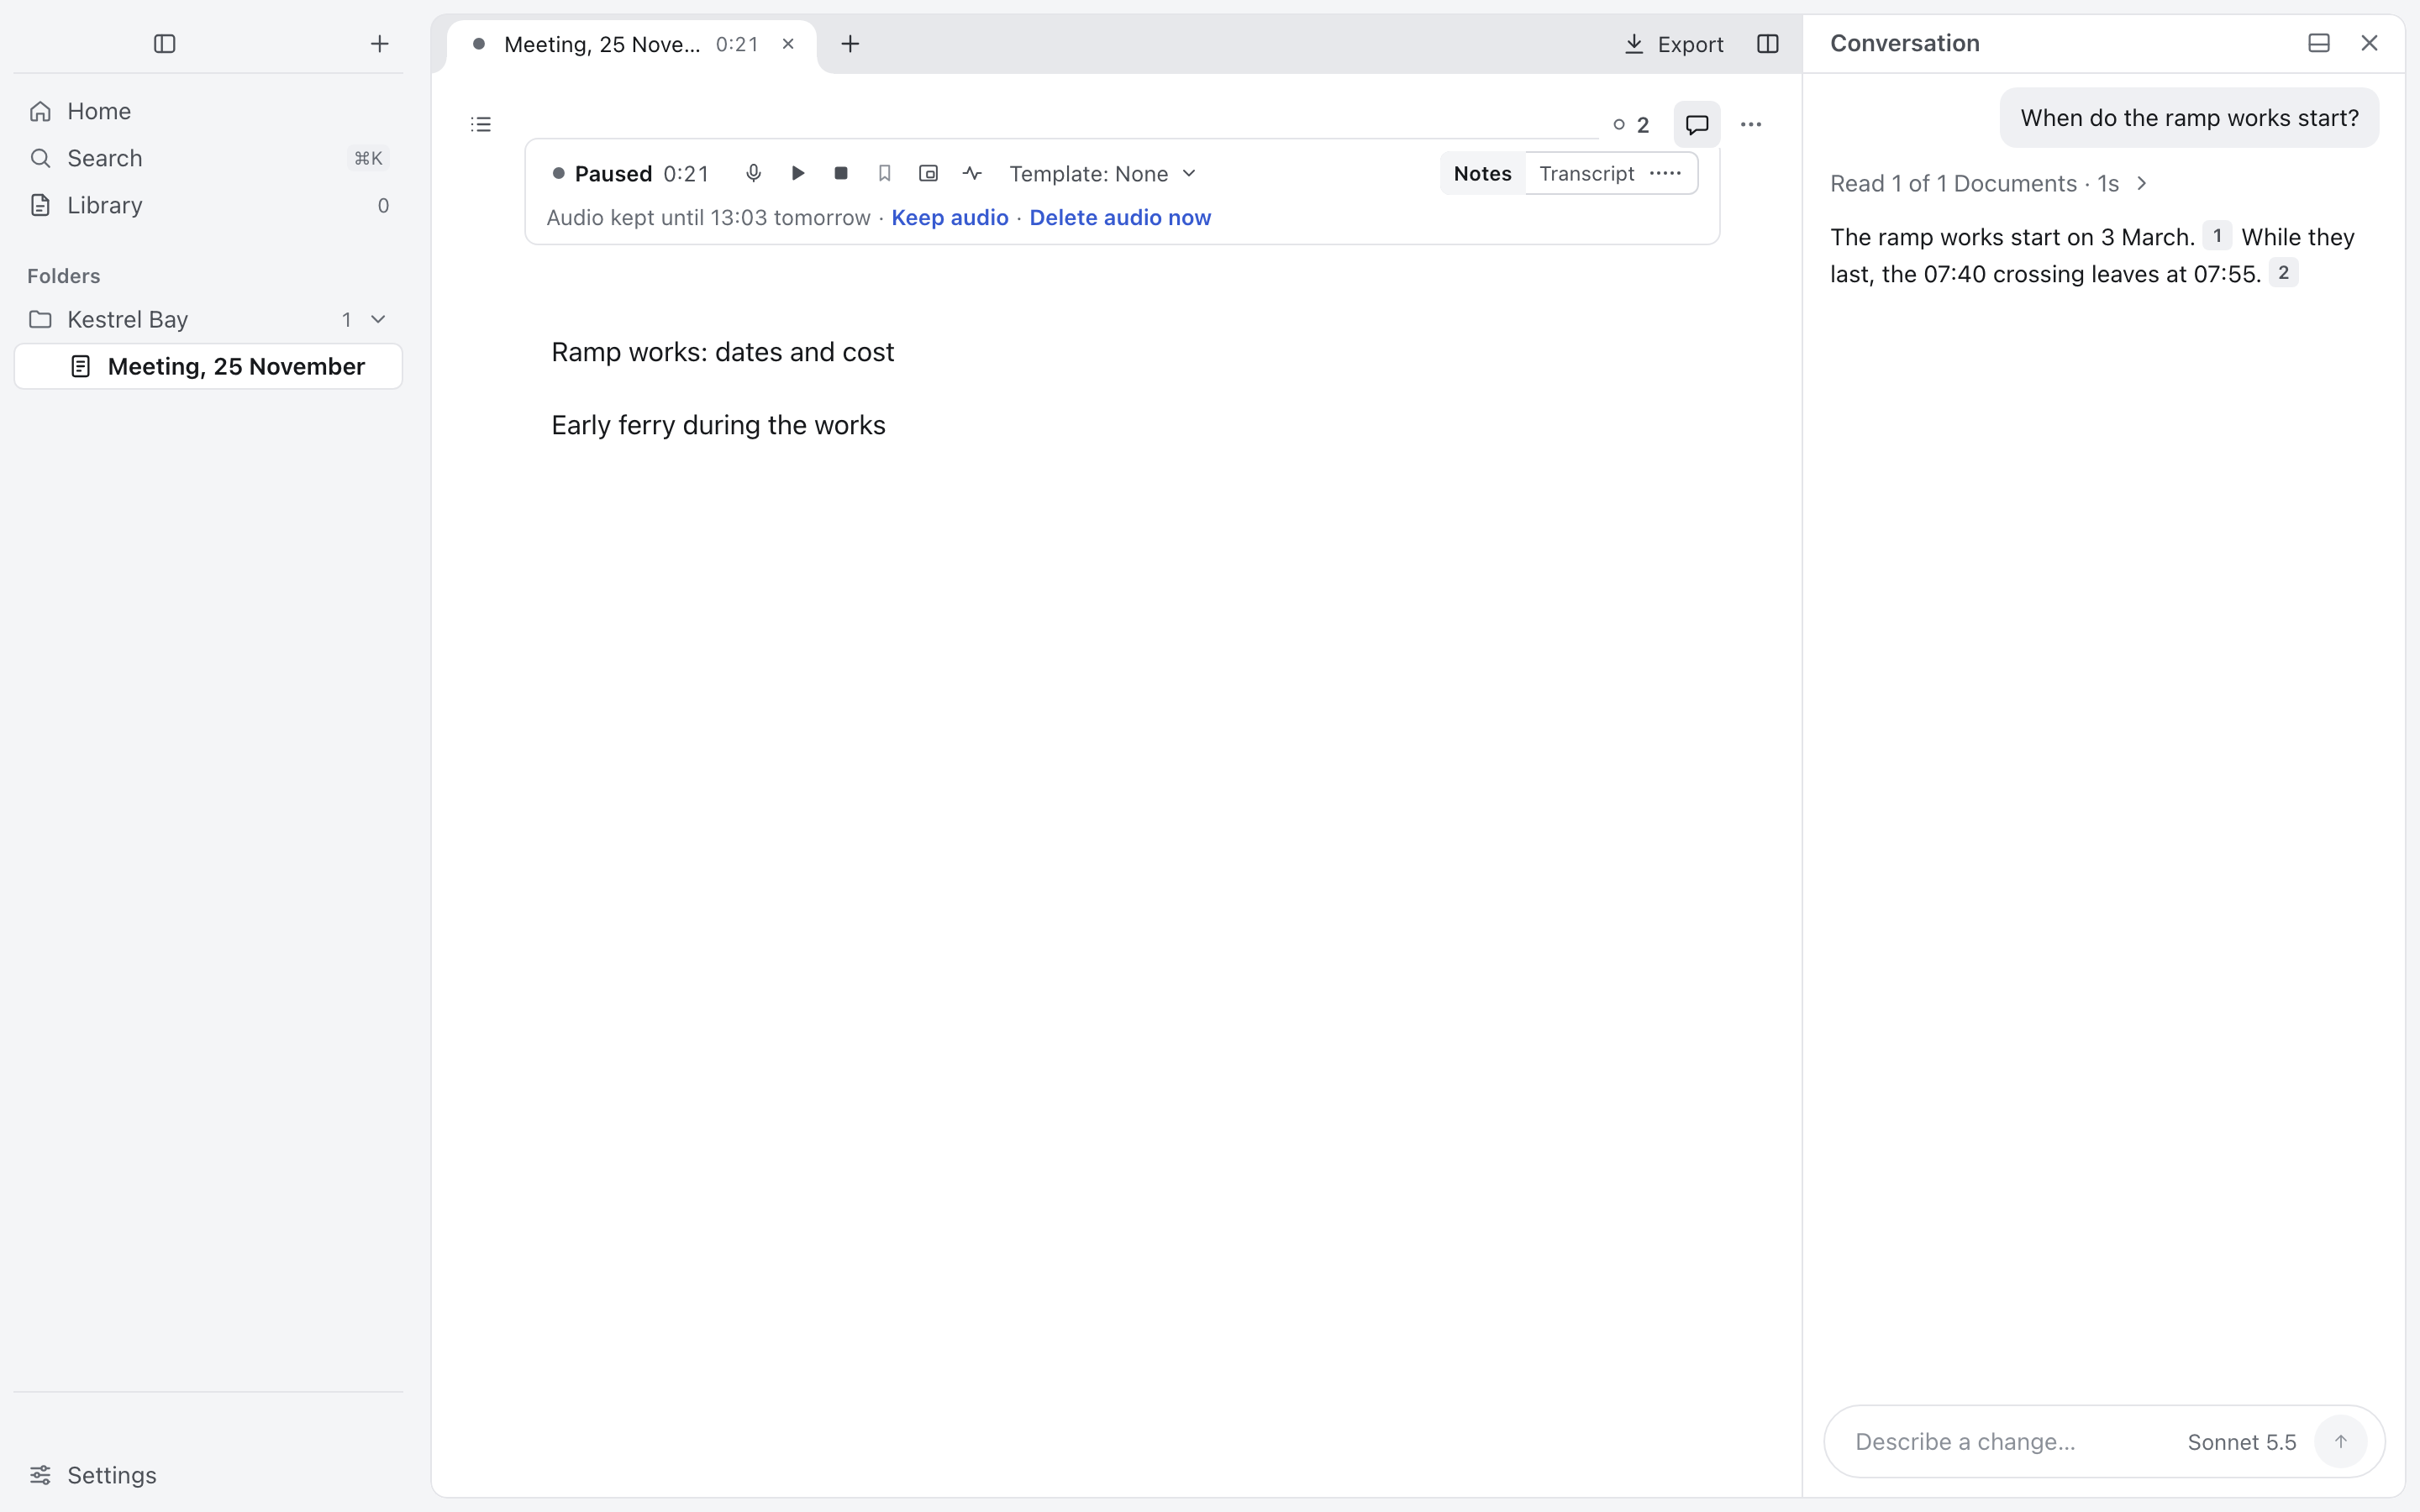 Home
Search ⌘K
Library 0
Folders
Kestrel Bay 1
Meeting, 25 November
Settings
Meeting, 25 Nove... 0:21
Export
2
Paused 0:21 Template: None Notes Transcript
Audio kept until 13:03 tomorrow · Keep audio · Delete audio now
Ramp works: dates and cost
Early ferry during the works
Conversation
When do the ramp works start?
Read 1 of 1 Documents · 1s
The ramp works start on 3 March. 1 While they
last, the 07:40 crossing leaves at 07:55. 2
Describe a change... Sonnet 5.5